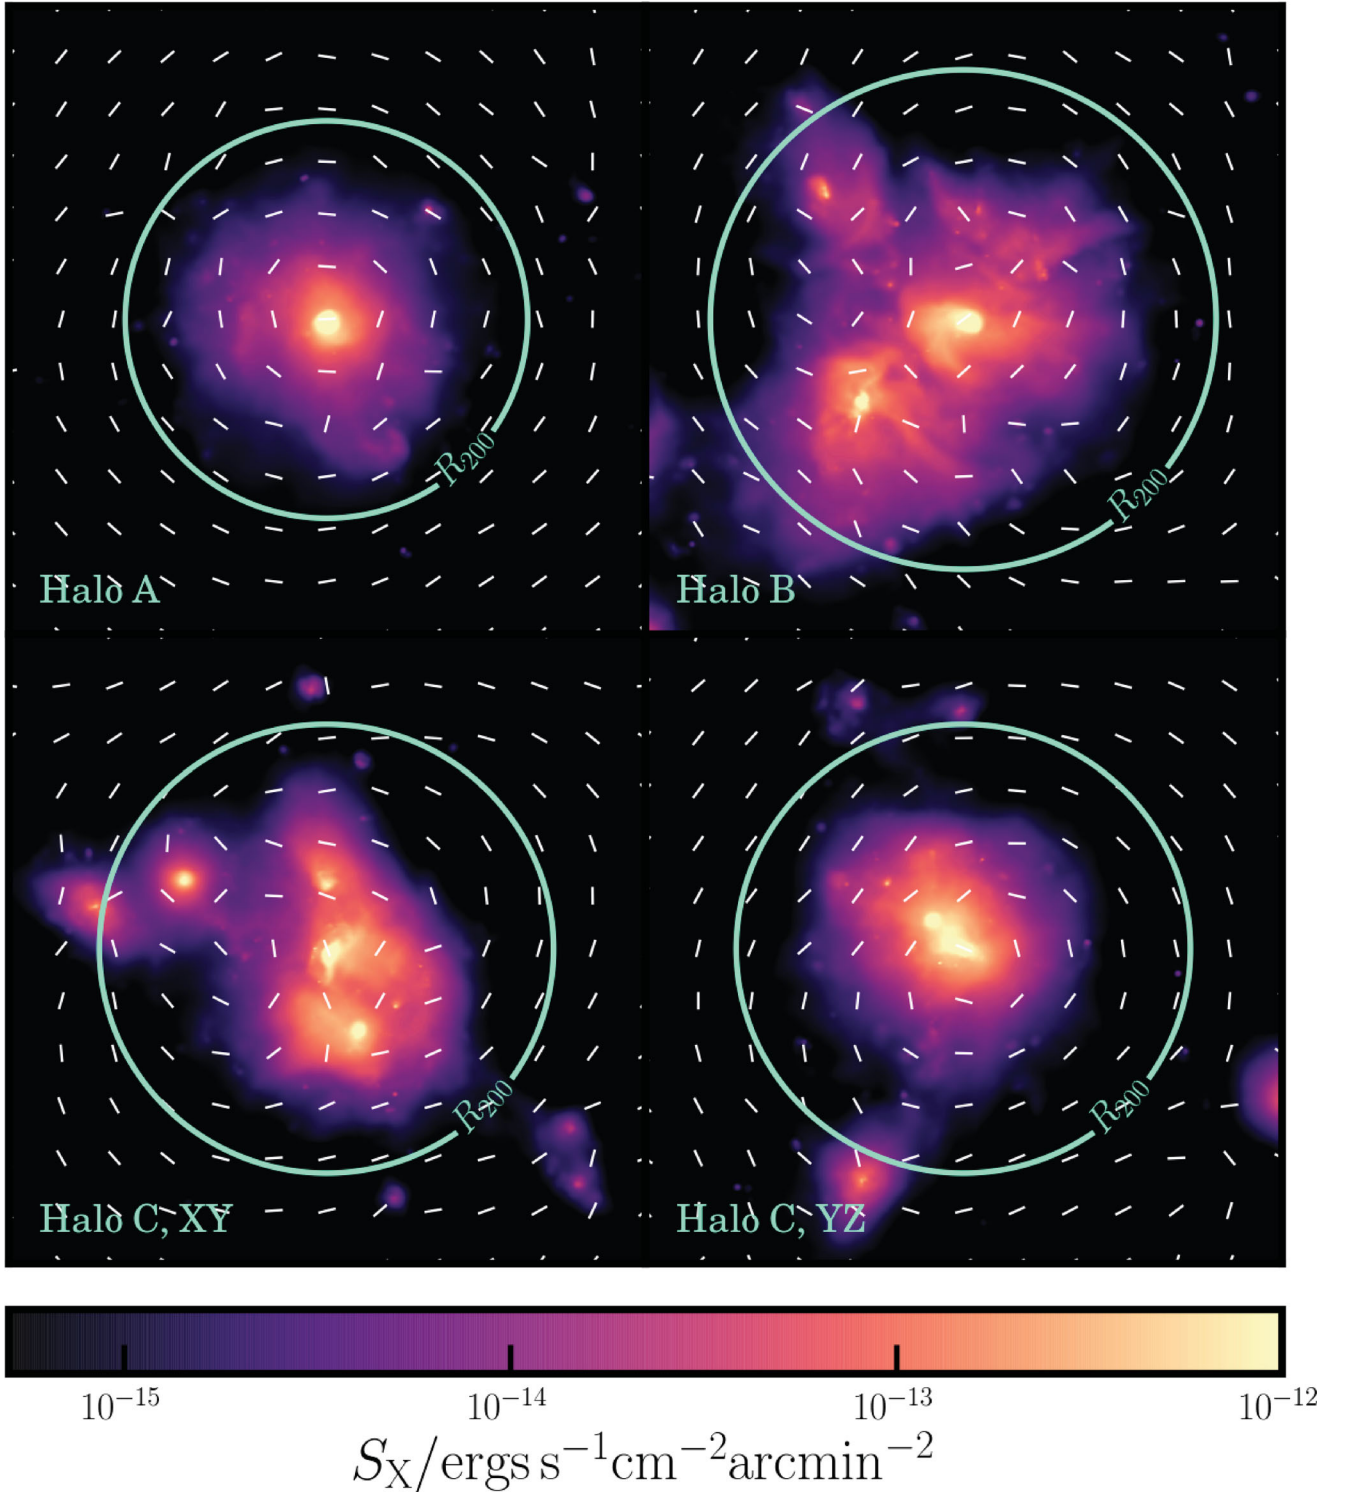 R₂₀₀
R₂₀₀
Halo A
Halo B
R₂₀₀
R₂₀₀
Halo C, XY
Halo C, YZ
10⁻¹⁵ 10⁻¹⁴ 10⁻¹³ 10⁻¹²
S_X/ergs s⁻¹cm⁻²arcmin⁻²